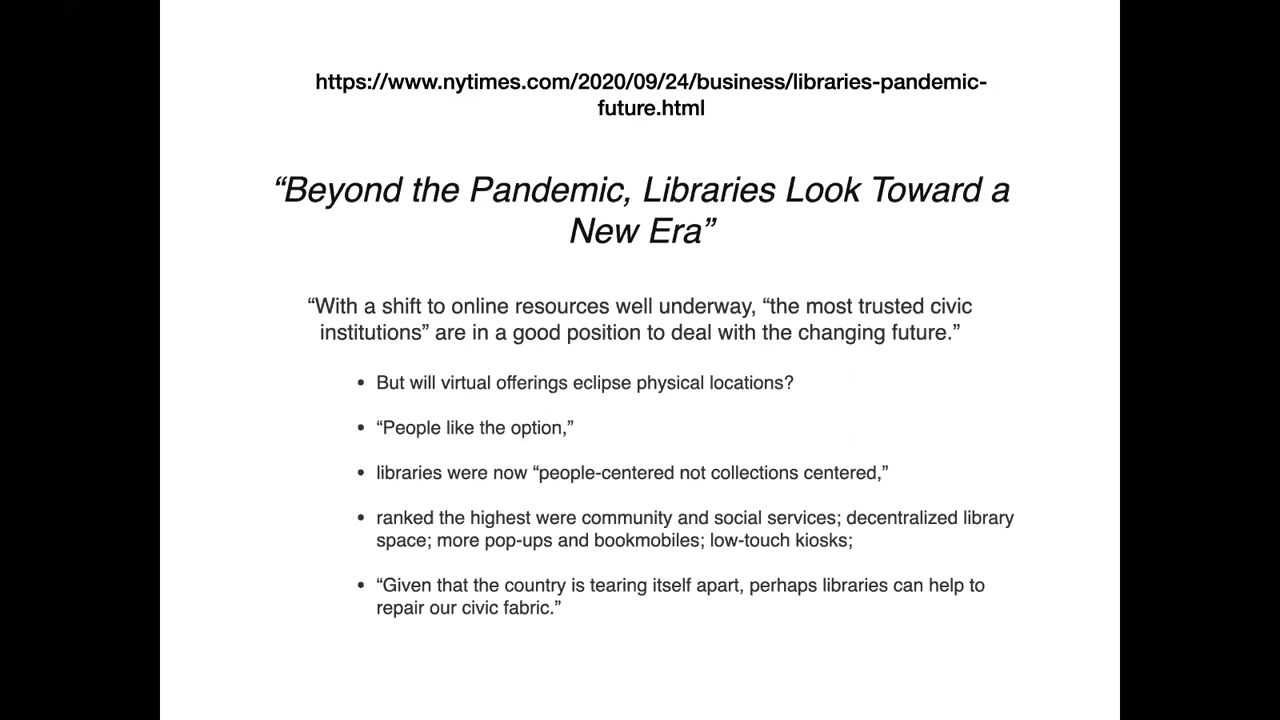 https://www.nytimes.com/2020/09/24/business/libraries-pandemic-
future.html
“Beyond the Pandemic, Libraries Look Toward a
New Era”
“With a shift to online resources well underway, “the most trusted civic
institutions” are in a good position to deal with the changing future.”
• But will virtual offerings eclipse physical locations?
• “People like the option,”
• libraries were now “people-centered not collections centered,”
• ranked the highest were community and social services; decentralized library
space; more pop-ups and bookmobiles; low-touch kiosks;
• “Given that the country is tearing itself apart, perhaps libraries can help to
repair our civic fabric.”